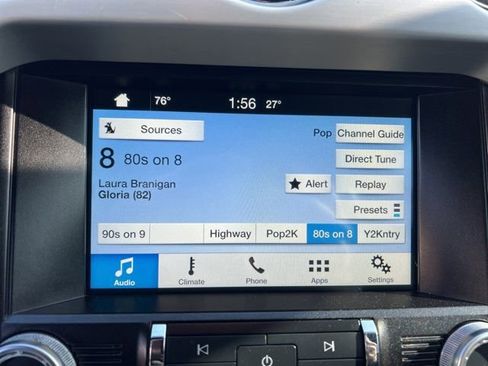 76° 1:56 27°
Sources
Pop Channel Guide
8 80s on 8
Direct Tune
Laura Branigan
Alert Replay
Gloria (82)
Presets
90s on 9 Highway Pop2K 80s on 8 Y2Kntry
Audio Climate Phone Apps Settings